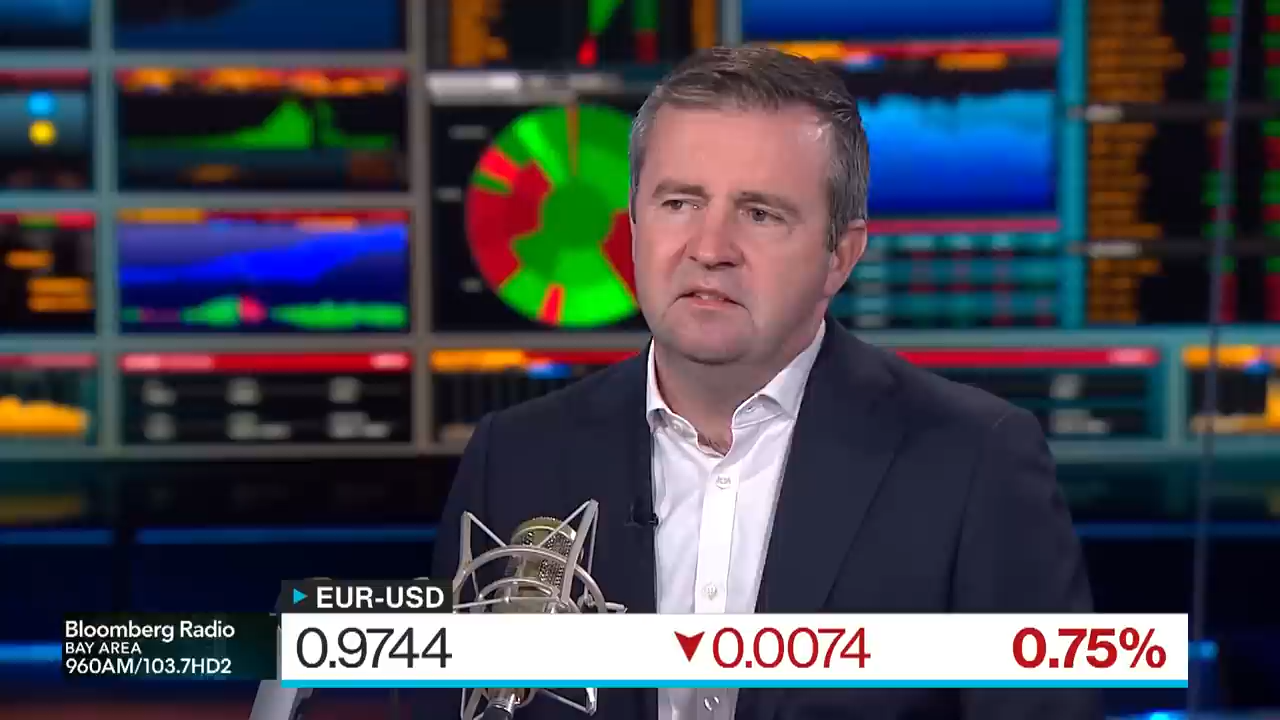 EUR-USD
Bloomberg Radio
BAY AREA
960AM/103.7HD2
0.9744 0.0074 0.75%